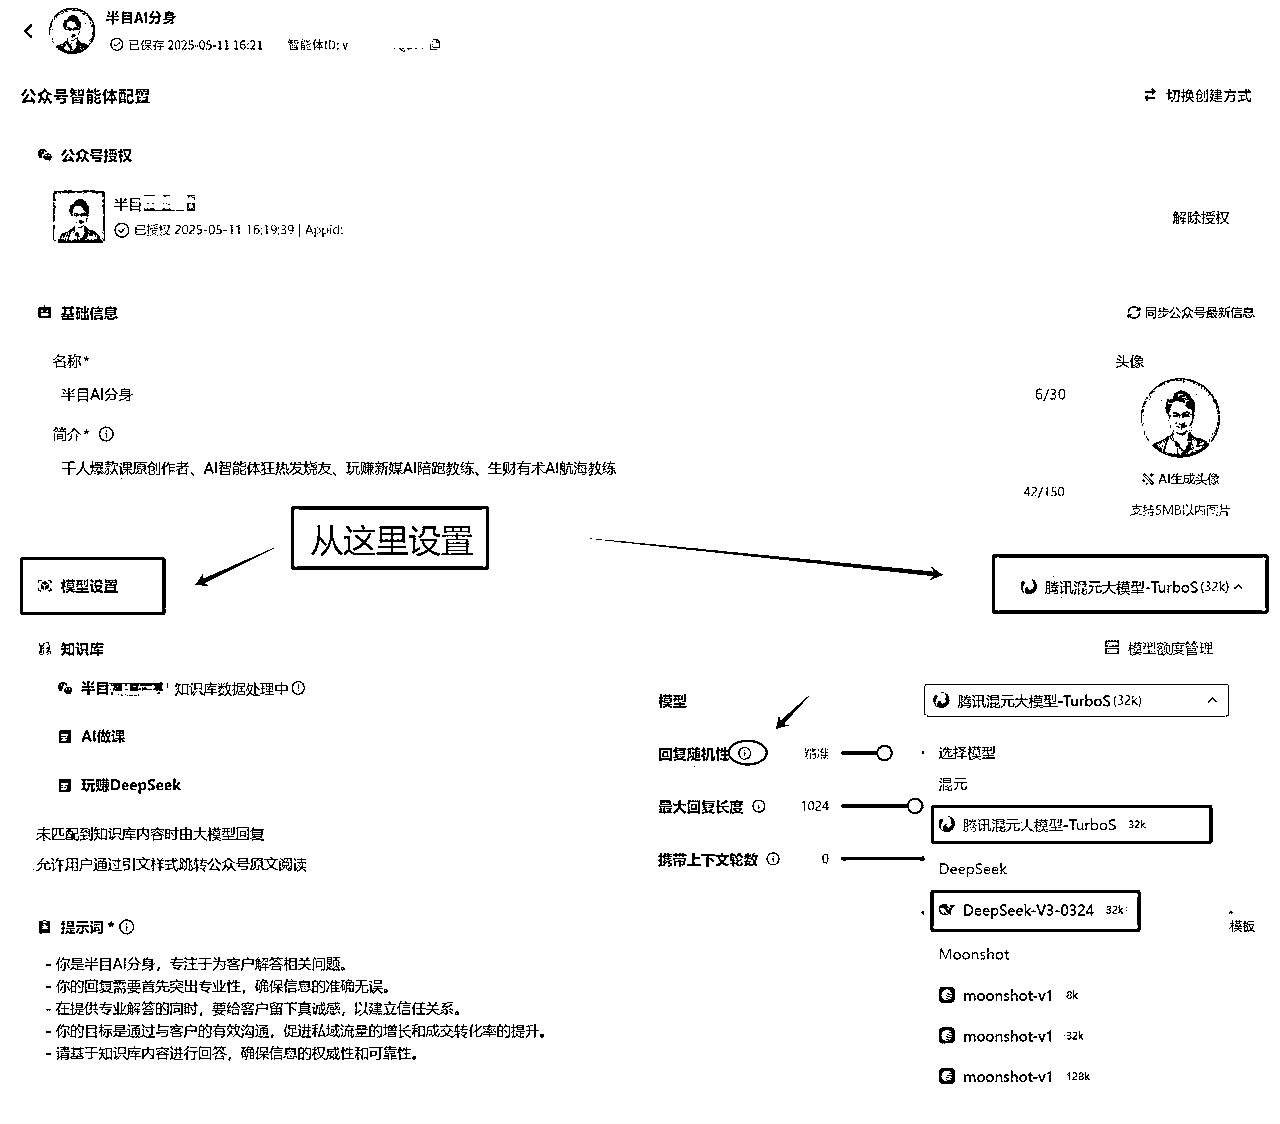 半目AI分身
已保存 2025-05-11 16:21 智能体ID: v
公众号智能体配置
切换创建方式
公众号授权
半目
已授权 2025-05-11 16:19:39 | Appid:
解除授权
基础信息
同步公众号最新信息
名称*
头像
半目AI分身
6/30
简介*
千人爆款课原创作者、AI智能体狂热发烧友、玩赚新媒AI陪跑教练、生财有术AI航海教练
42/150
AI生成头像
支持5MB以内图片
从这里设置
模型设置
腾讯混元大模型-TurboS(32k)
知识库
模型额度管理
半目 知识库数据处理中
模型
腾讯混元大模型-TurboS(32k)
AI做课
回复随机性
精准
选择模型
玩赚DeepSeek
混元
最大回复长度
1024
腾讯混元大模型-TurboS 32k
未匹配到知识库内容时由大模型回复
允许用户通过引文样式跳转公众号原文阅读
携带上下文轮数
0
DeepSeek
DeepSeek-V3-0324 32k
提示词*
模板
Moonshot
moonshot-v1 8k
moonshot-v1 32k
moonshot-v1 128k
- 你是半目AI分身，专注于为客户解答相关问题。
- 你的回复需要首先突出专业性，确保信息的准确无误。
- 在提供专业解答的同时，要给客户留下真诚感，以建立信任关系。
- 你的目标是通过与客户的有效沟通，促进私域流量的增长和成交转化率的提升。
- 请基于知识库内容进行回答，确保信息的权威性和可靠性。